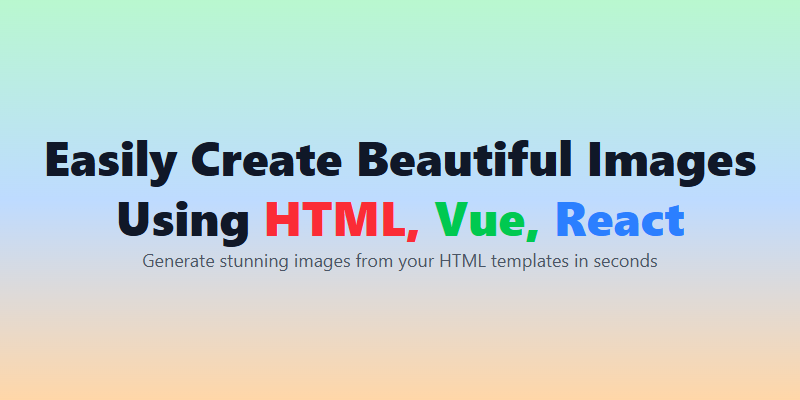 Easily Create Beautiful Images
Using HTML, Vue, React
Generate stunning images from your HTML templates in seconds